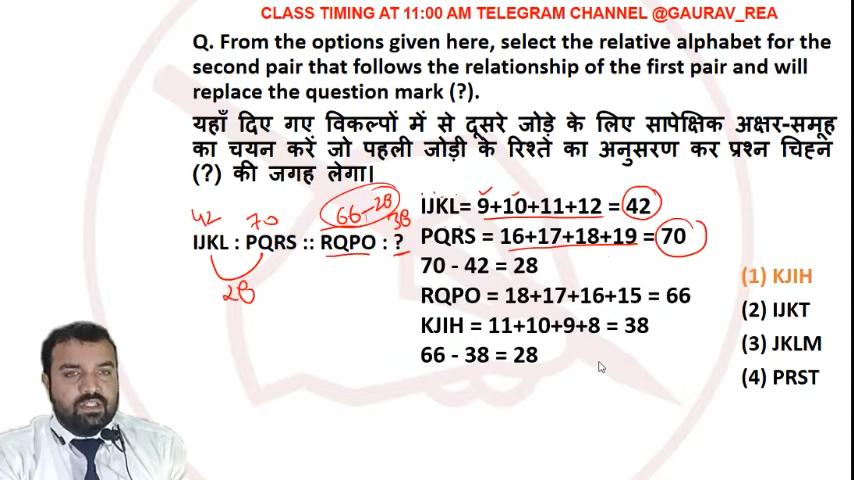 CLASS TIMING AT 11:00 AM TELEGRAM CHANNEL @GAURAV_REA
Q. From the options given here, select the relative alphabet for the
second pair that follows the relationship of the first pair and will
replace the question mark (?).
यहाँ दिए गए विकल्पों में से दूसरे जोड़े के लिए सापेक्षिक अक्षर-समूह
का चयन करें जो पहली जोड़ी के रिश्ते का अनुसरण कर प्रश्न चिह्न
(?) की जगह लेगा।
42 70 66-28 38
IJKL : PQRS :: RQPO : ?
28
IJKL= 9+10+11+12 = 42
PQRS = 16+17+18+19 = 70
70 - 42 = 28
RQPO = 18+17+16+15 = 66
KJIH = 11+10+9+8 = 38
66 - 38 = 28
(1) KJIH
(2) IJKT
(3) JKLM
(4) PRST